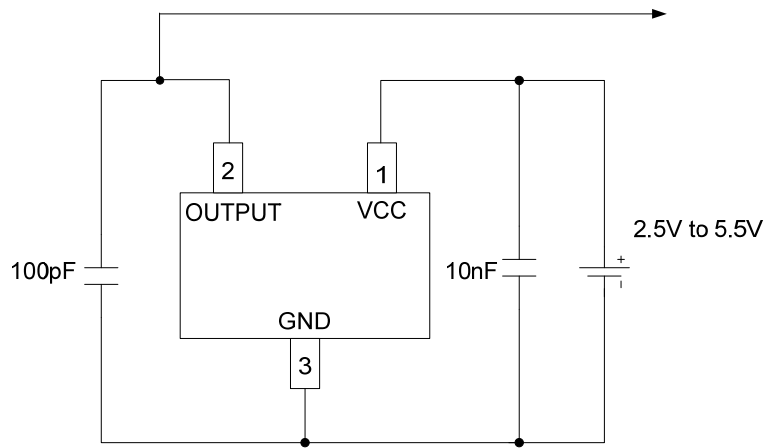 2
1
OUTPUT
VCC
2.5V to 5.5V
100pF
10nF
+
-
GND
3